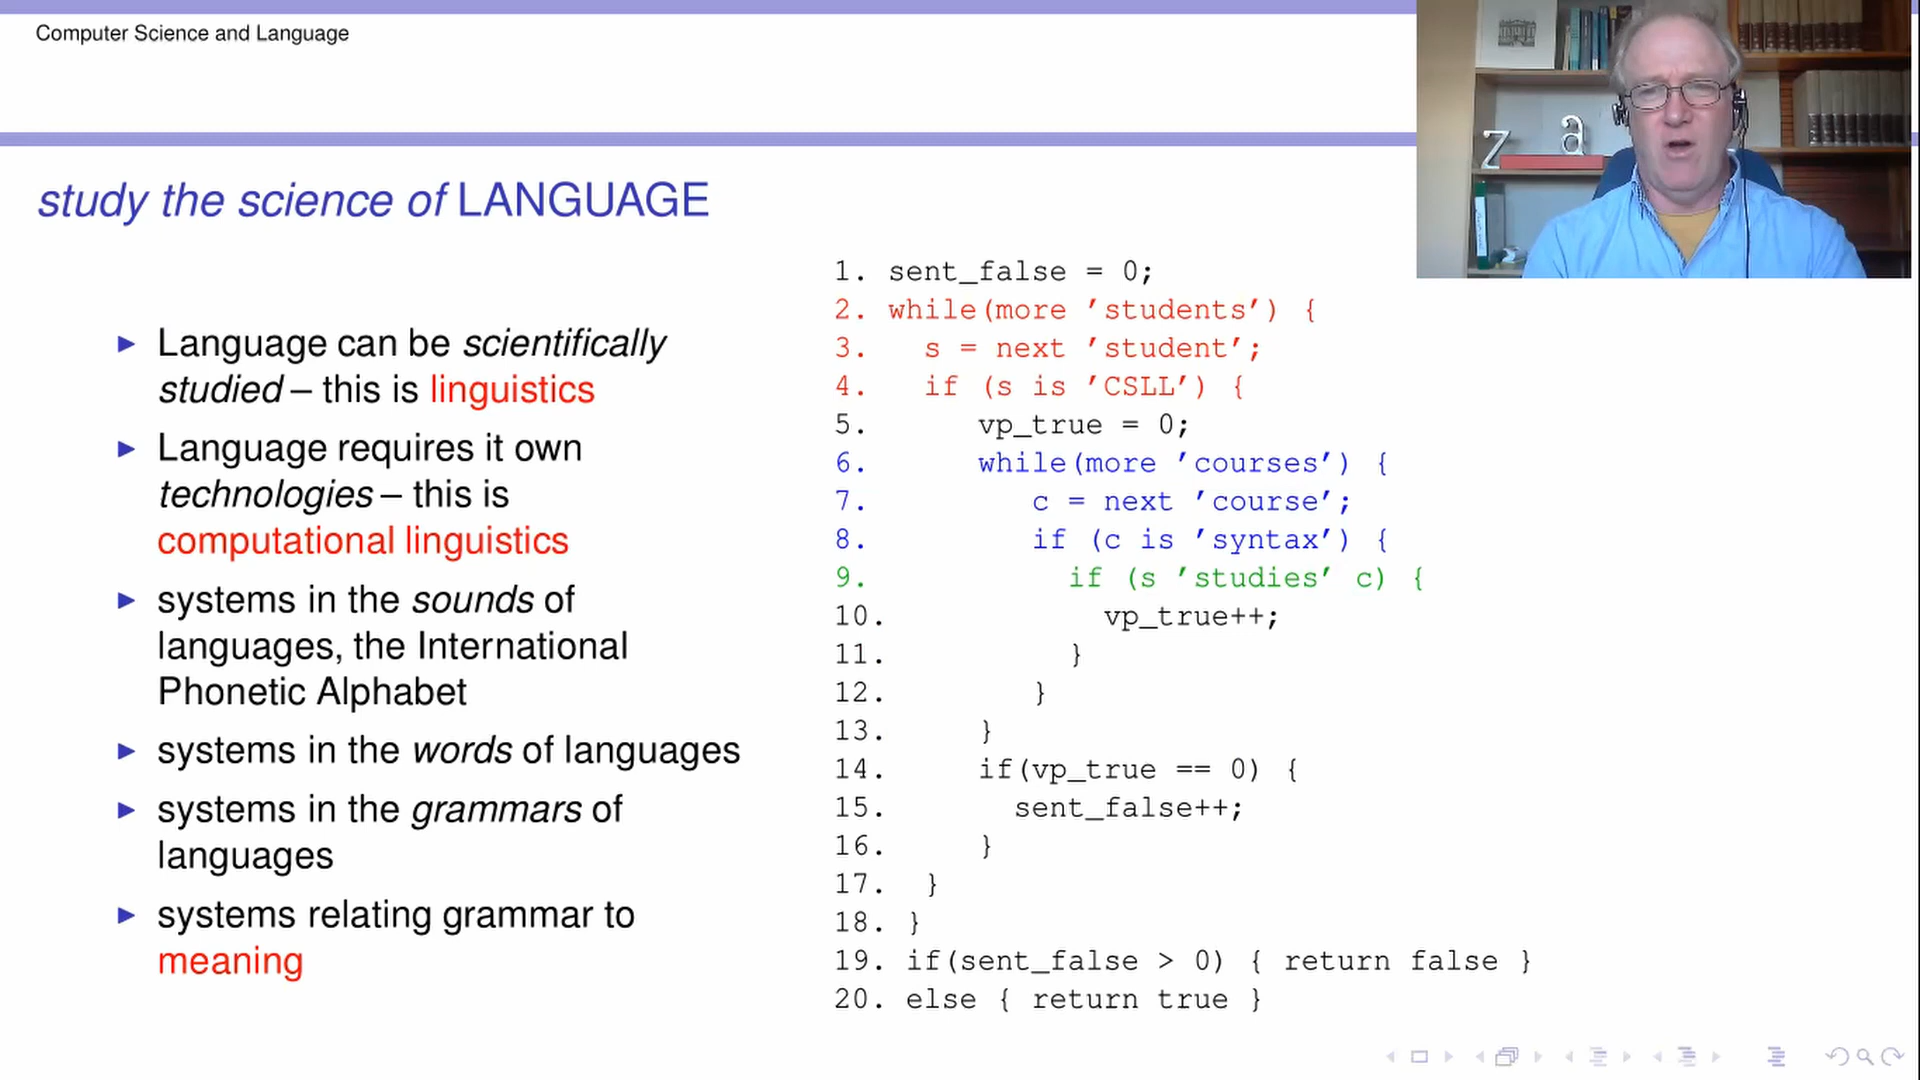 Computer Science and Language
study the science of LANGUAGE
Language can be scientifically
studied – this is linguistics
Language requires it own
technologies – this is
computational linguistics
systems in the sounds of
languages, the International
Phonetic Alphabet
systems in the words of languages
systems in the grammars of
languages
systems relating grammar to
meaning
1. sent_false = 0;
2. while(more ’students’) {
3. s = next ’student’;
4. if (s is ’CSLL’) {
5. vp_true = 0;
6. while(more ’courses’) {
7. c = next ’course’;
8. if (c is ’syntax’) {
9. if (s ’studies’ c) {
10. vp_true++;
11. }
12. }
13. }
14. if(vp_true == 0) {
15. sent_false++;
16. }
17. }
18. }
19. if(sent_false > 0) { return false }
20. else { return true }
z a